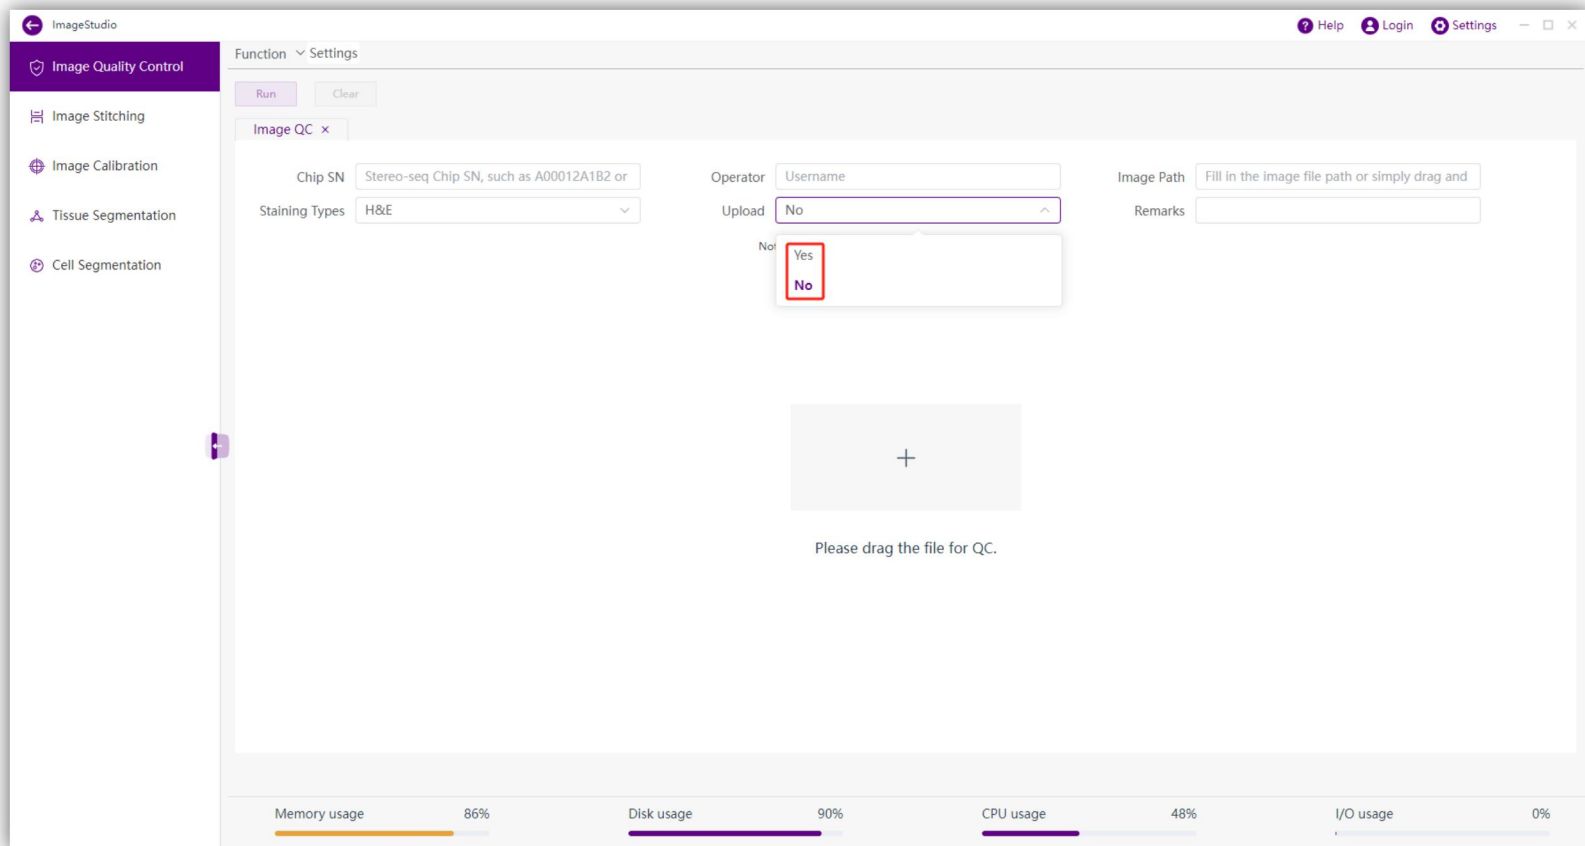 ImageStudio
Help Login Settings
Image Quality Control
Image Stitching
Image Calibration
Tissue Segmentation
Cell Segmentation
Function Settings
Run Clear
Image QC ×
Chip SN Stereo-seq Chip SN, such as A00012A1B2 or Operator Username Image Path Fill in the image file path or simply drag and
Staining Types H&E Upload No Remarks
Yes
No
Please drag the file for QC.
Memory usage 86% Disk usage 90% CPU usage 48% I/O usage 0%